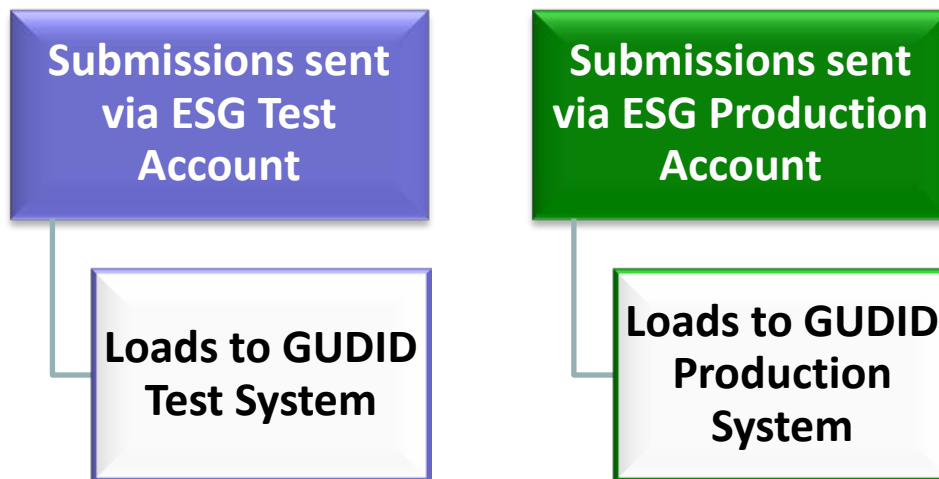 Submissions sent
via ESG Test
Account
Submissions sent
via ESG Production
Account
Loads to GUDID
Test System
Loads to GUDID
Production
System